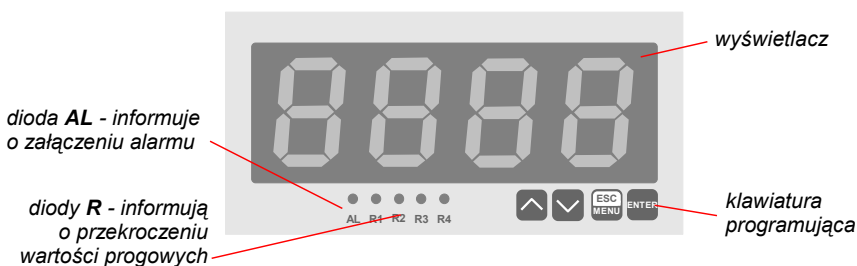 wyświetlacz
dioda AL - informuje
o załączeniu alarmu
diody R - informują
o przekroczeniu
wartości progowych
AL R1 R2 R3 R4
ESC
MENU
ENTER
klawiatura
programująca